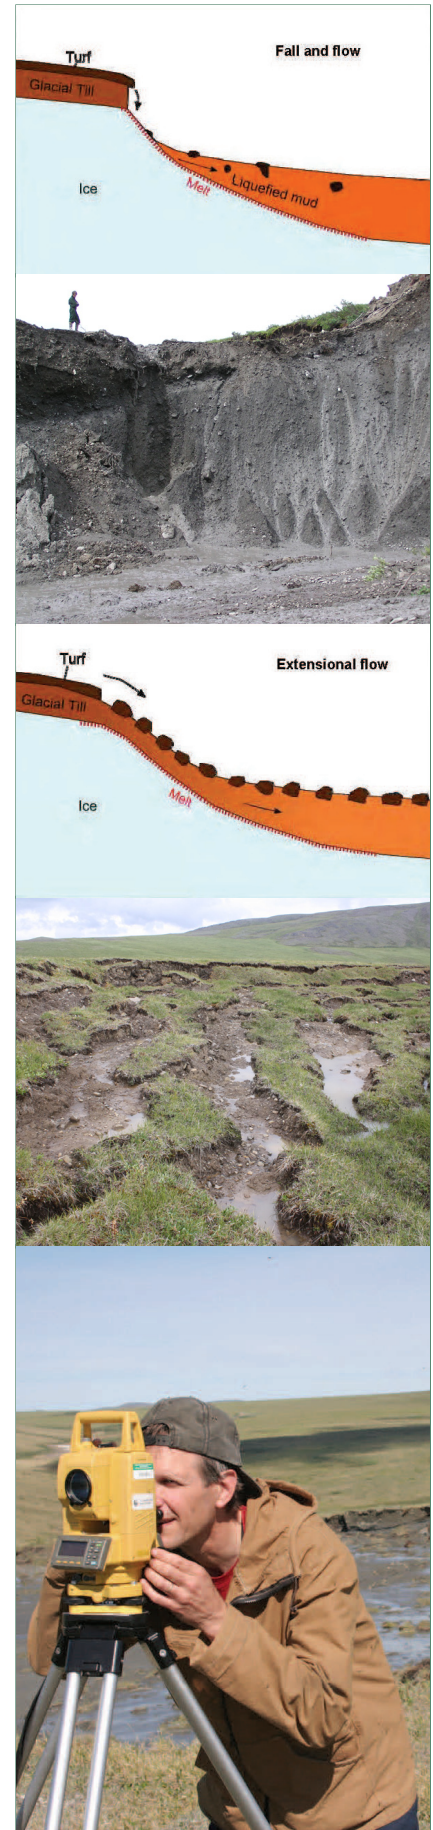 Fall and flow
Turf
Glacial Till
Ice
Melt
Liquefied mud
Extensional flow
Turf
Glacial Till
Ice
Melt